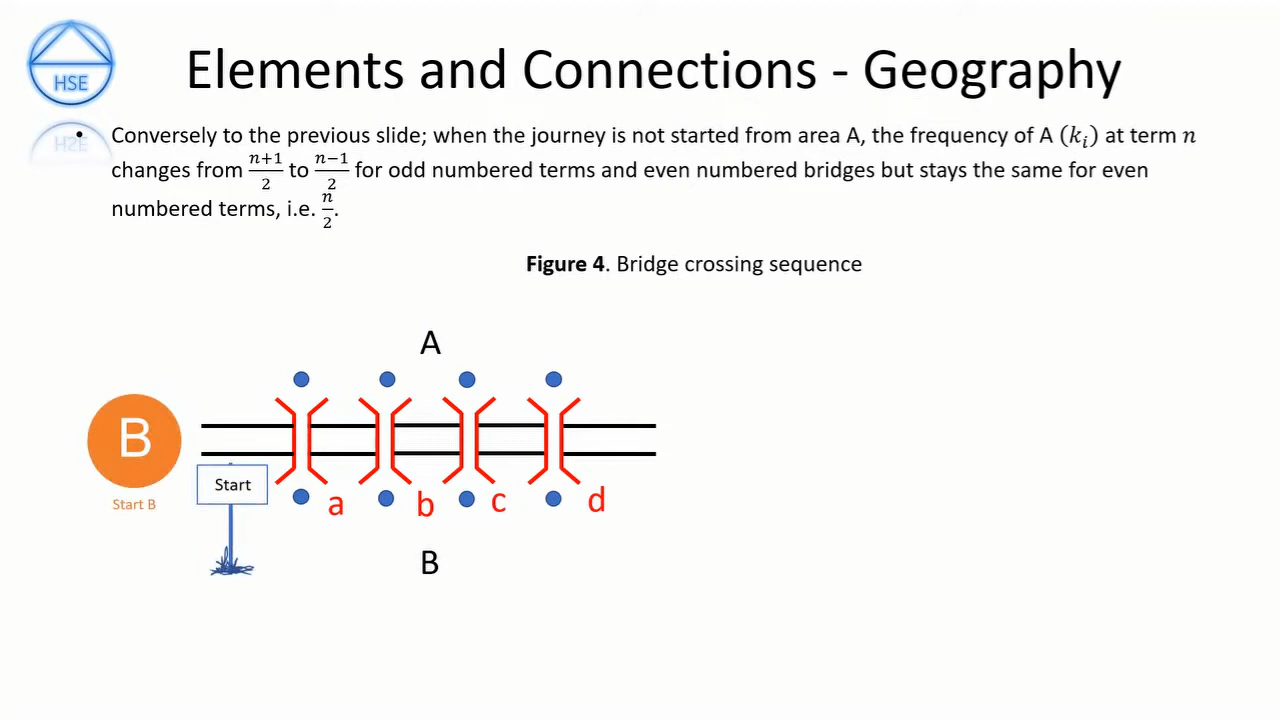 HSE
Elements and Connections - Geography
• Conversely to the previous slide; when the journey is not started from area A, the frequency of A (kᵢ) at term n
changes from (n+1)/2 to (n−1)/2 for odd numbered terms and even numbered bridges but stays the same for even
numbered terms, i.e. n/2.
Figure 4. Bridge crossing sequence
A
B
Start B
Start
a b c d
B